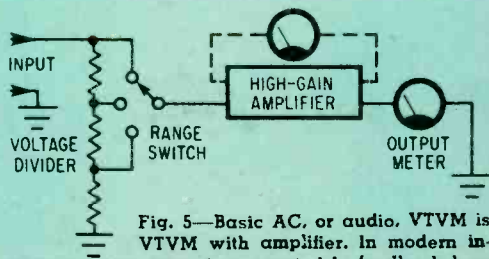 INPUT
VOLTAGE
DIVIDER
RANGE
SWITCH
HIGH-GAIN
AMPLIFIER
OUTPUT
METER
Fig. 5—Basic AC, or audio, VTVM is
VTVM with amplifier. In modern in-